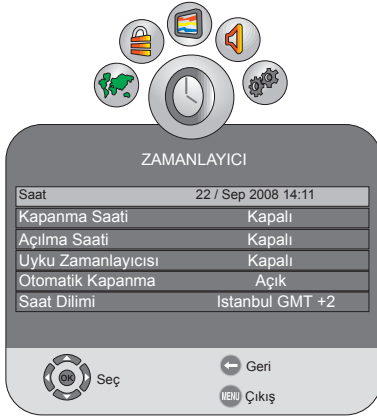 ZAMANLAYICI
Saat 22 / Sep 2008 14:11
Kapanma Saati Kapalı
Açılma Saati Kapalı
Uyku Zamanlayıcısı Kapalı
Otomatik Kapanma Açık
Saat Dilimi Istanbul GMT +2
OK Seç
Geri
MENU Çıkış